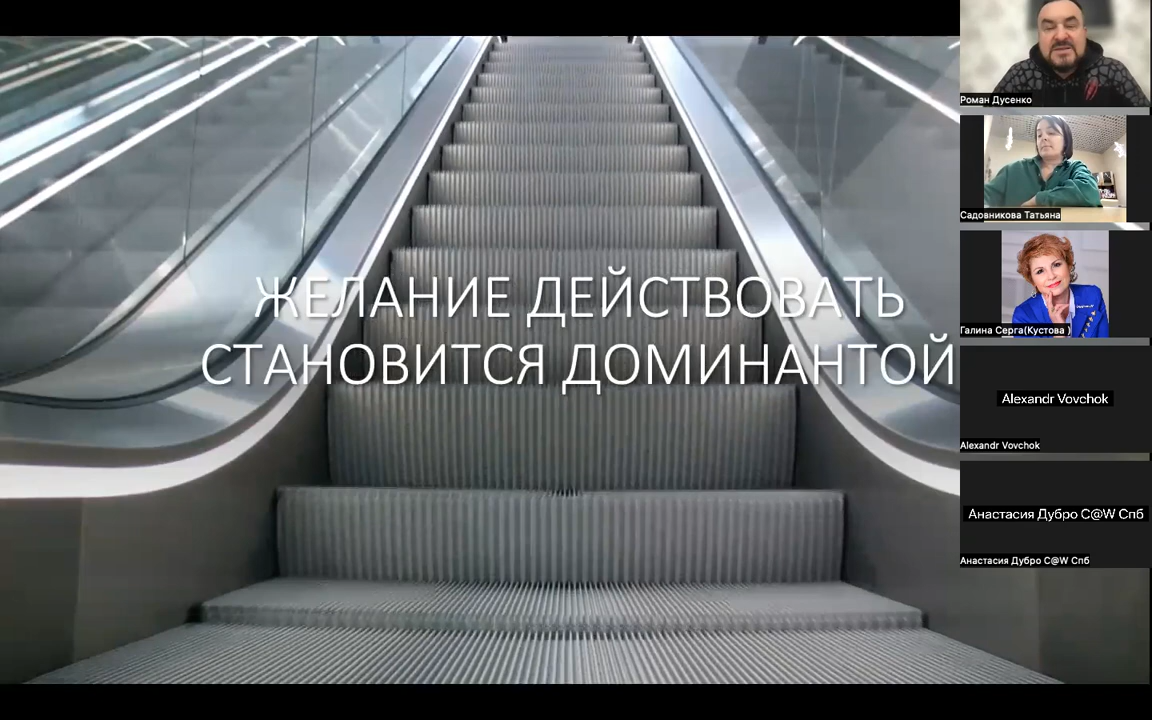 ЖЕЛАНИЕ ДЕЙСТВОВАТЬ
СТАНОВИТСЯ ДОМИНАНТОЙ
Роман Дусенко
Садовникова Татьяна
Галина Серга(Кустова )
Alexandr Vovchok
Alexandr Vovchok
Анастасия Дубро С@W Спб
Анастасия Дубро С@W Спб